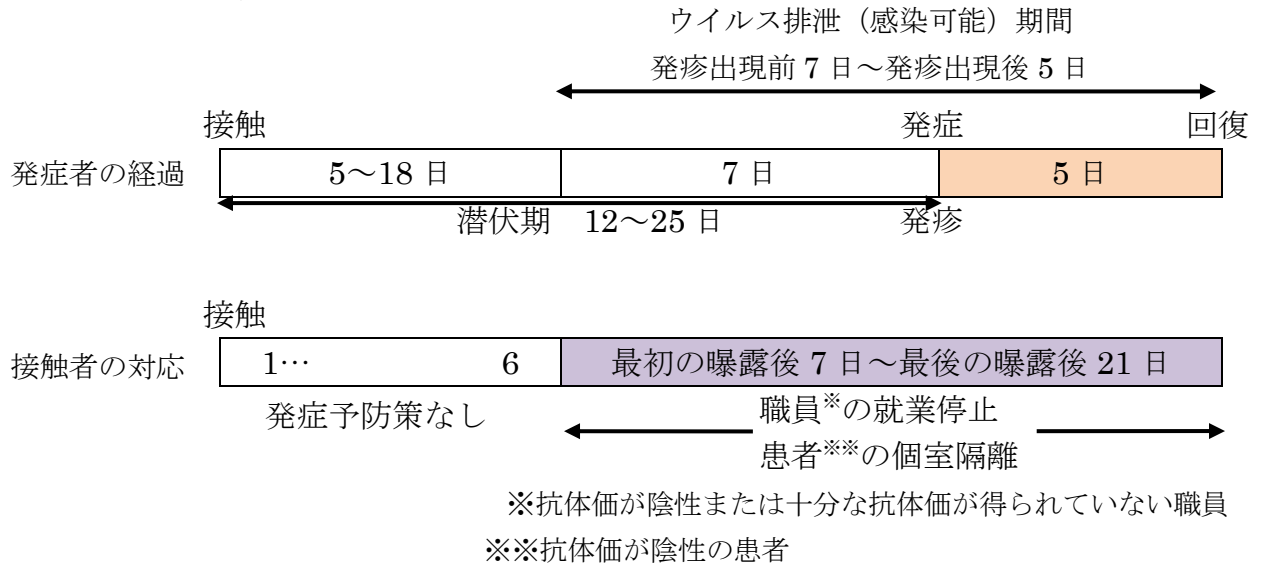 ウイルス排泄（感染可能）期間
発疹出現前 7 日～発疹出現後 5 日
接触 発症 回復
発症者の経過 5～18 日 7 日 5 日
潜伏期 12～25 日 発疹
接触
接触者の対応 1… 6 最初の曝露後 7 日～最後の曝露後 21 日
発症予防策なし 職員※の就業停止
患者※※の個室隔離
※抗体価が陰性または十分な抗体価が得られていない職員
※※抗体価が陰性の患者